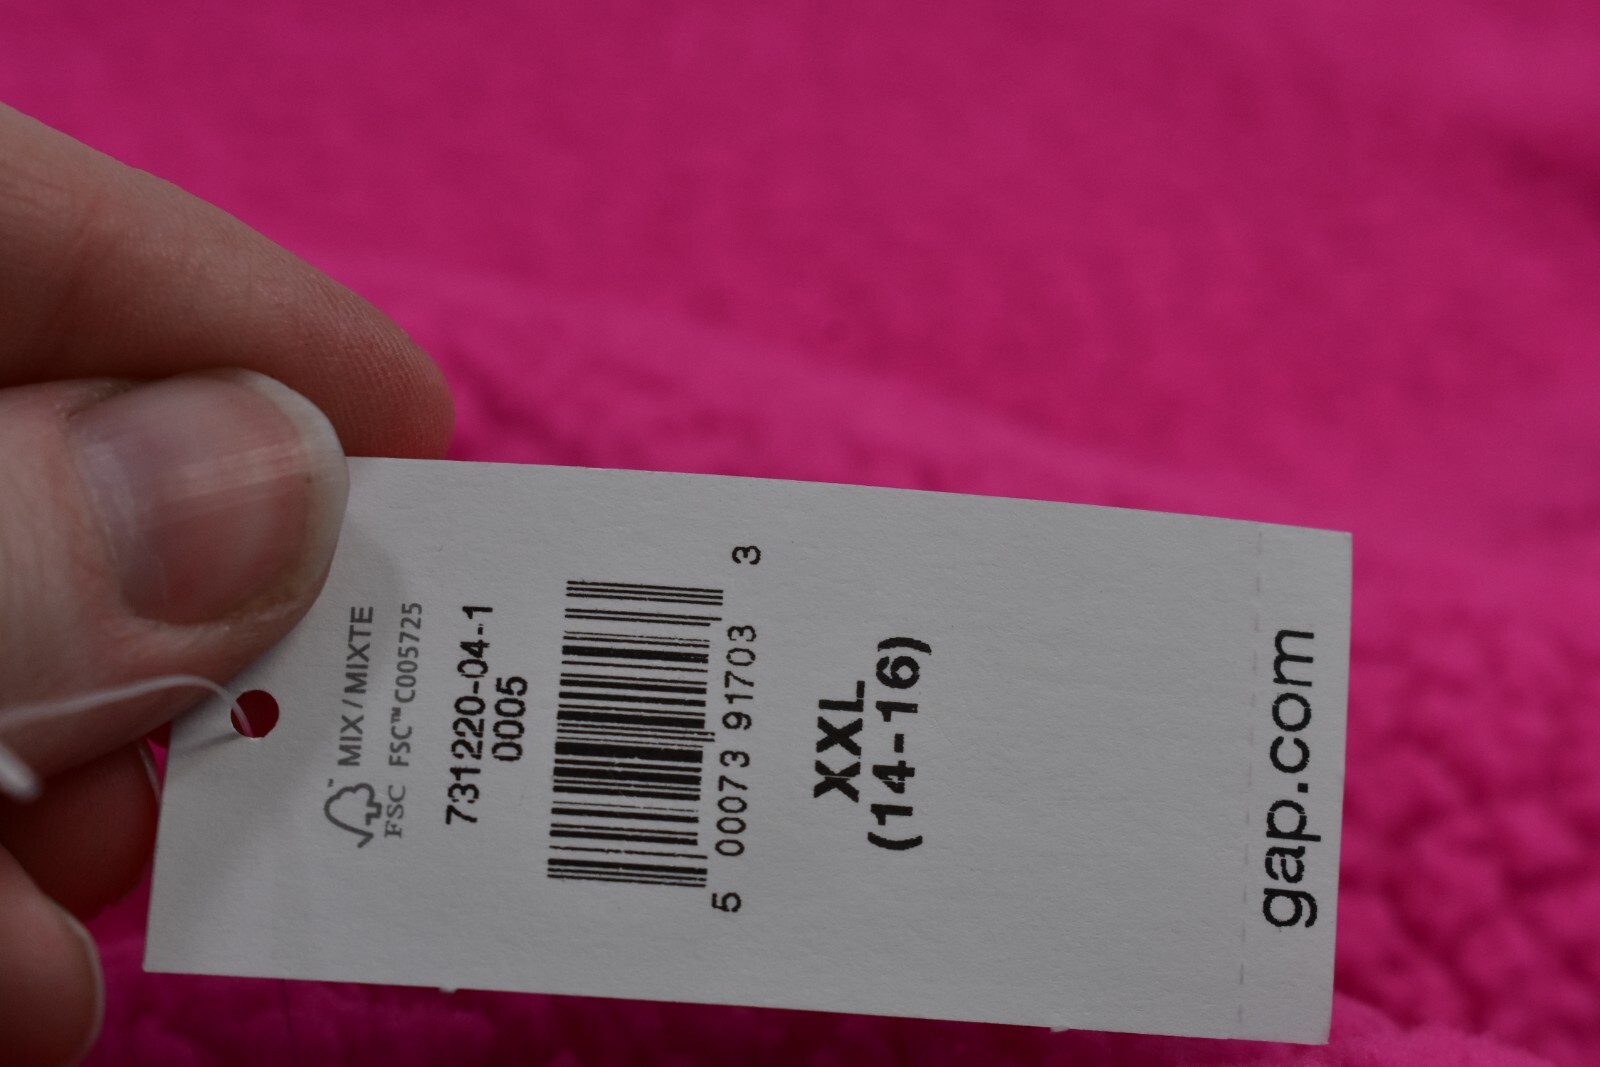 MIX / MIXTE
FSC FSC™ C005725
731220-04-1
0005
5 00073 91703 3
XXL
(14-16)
gap.com